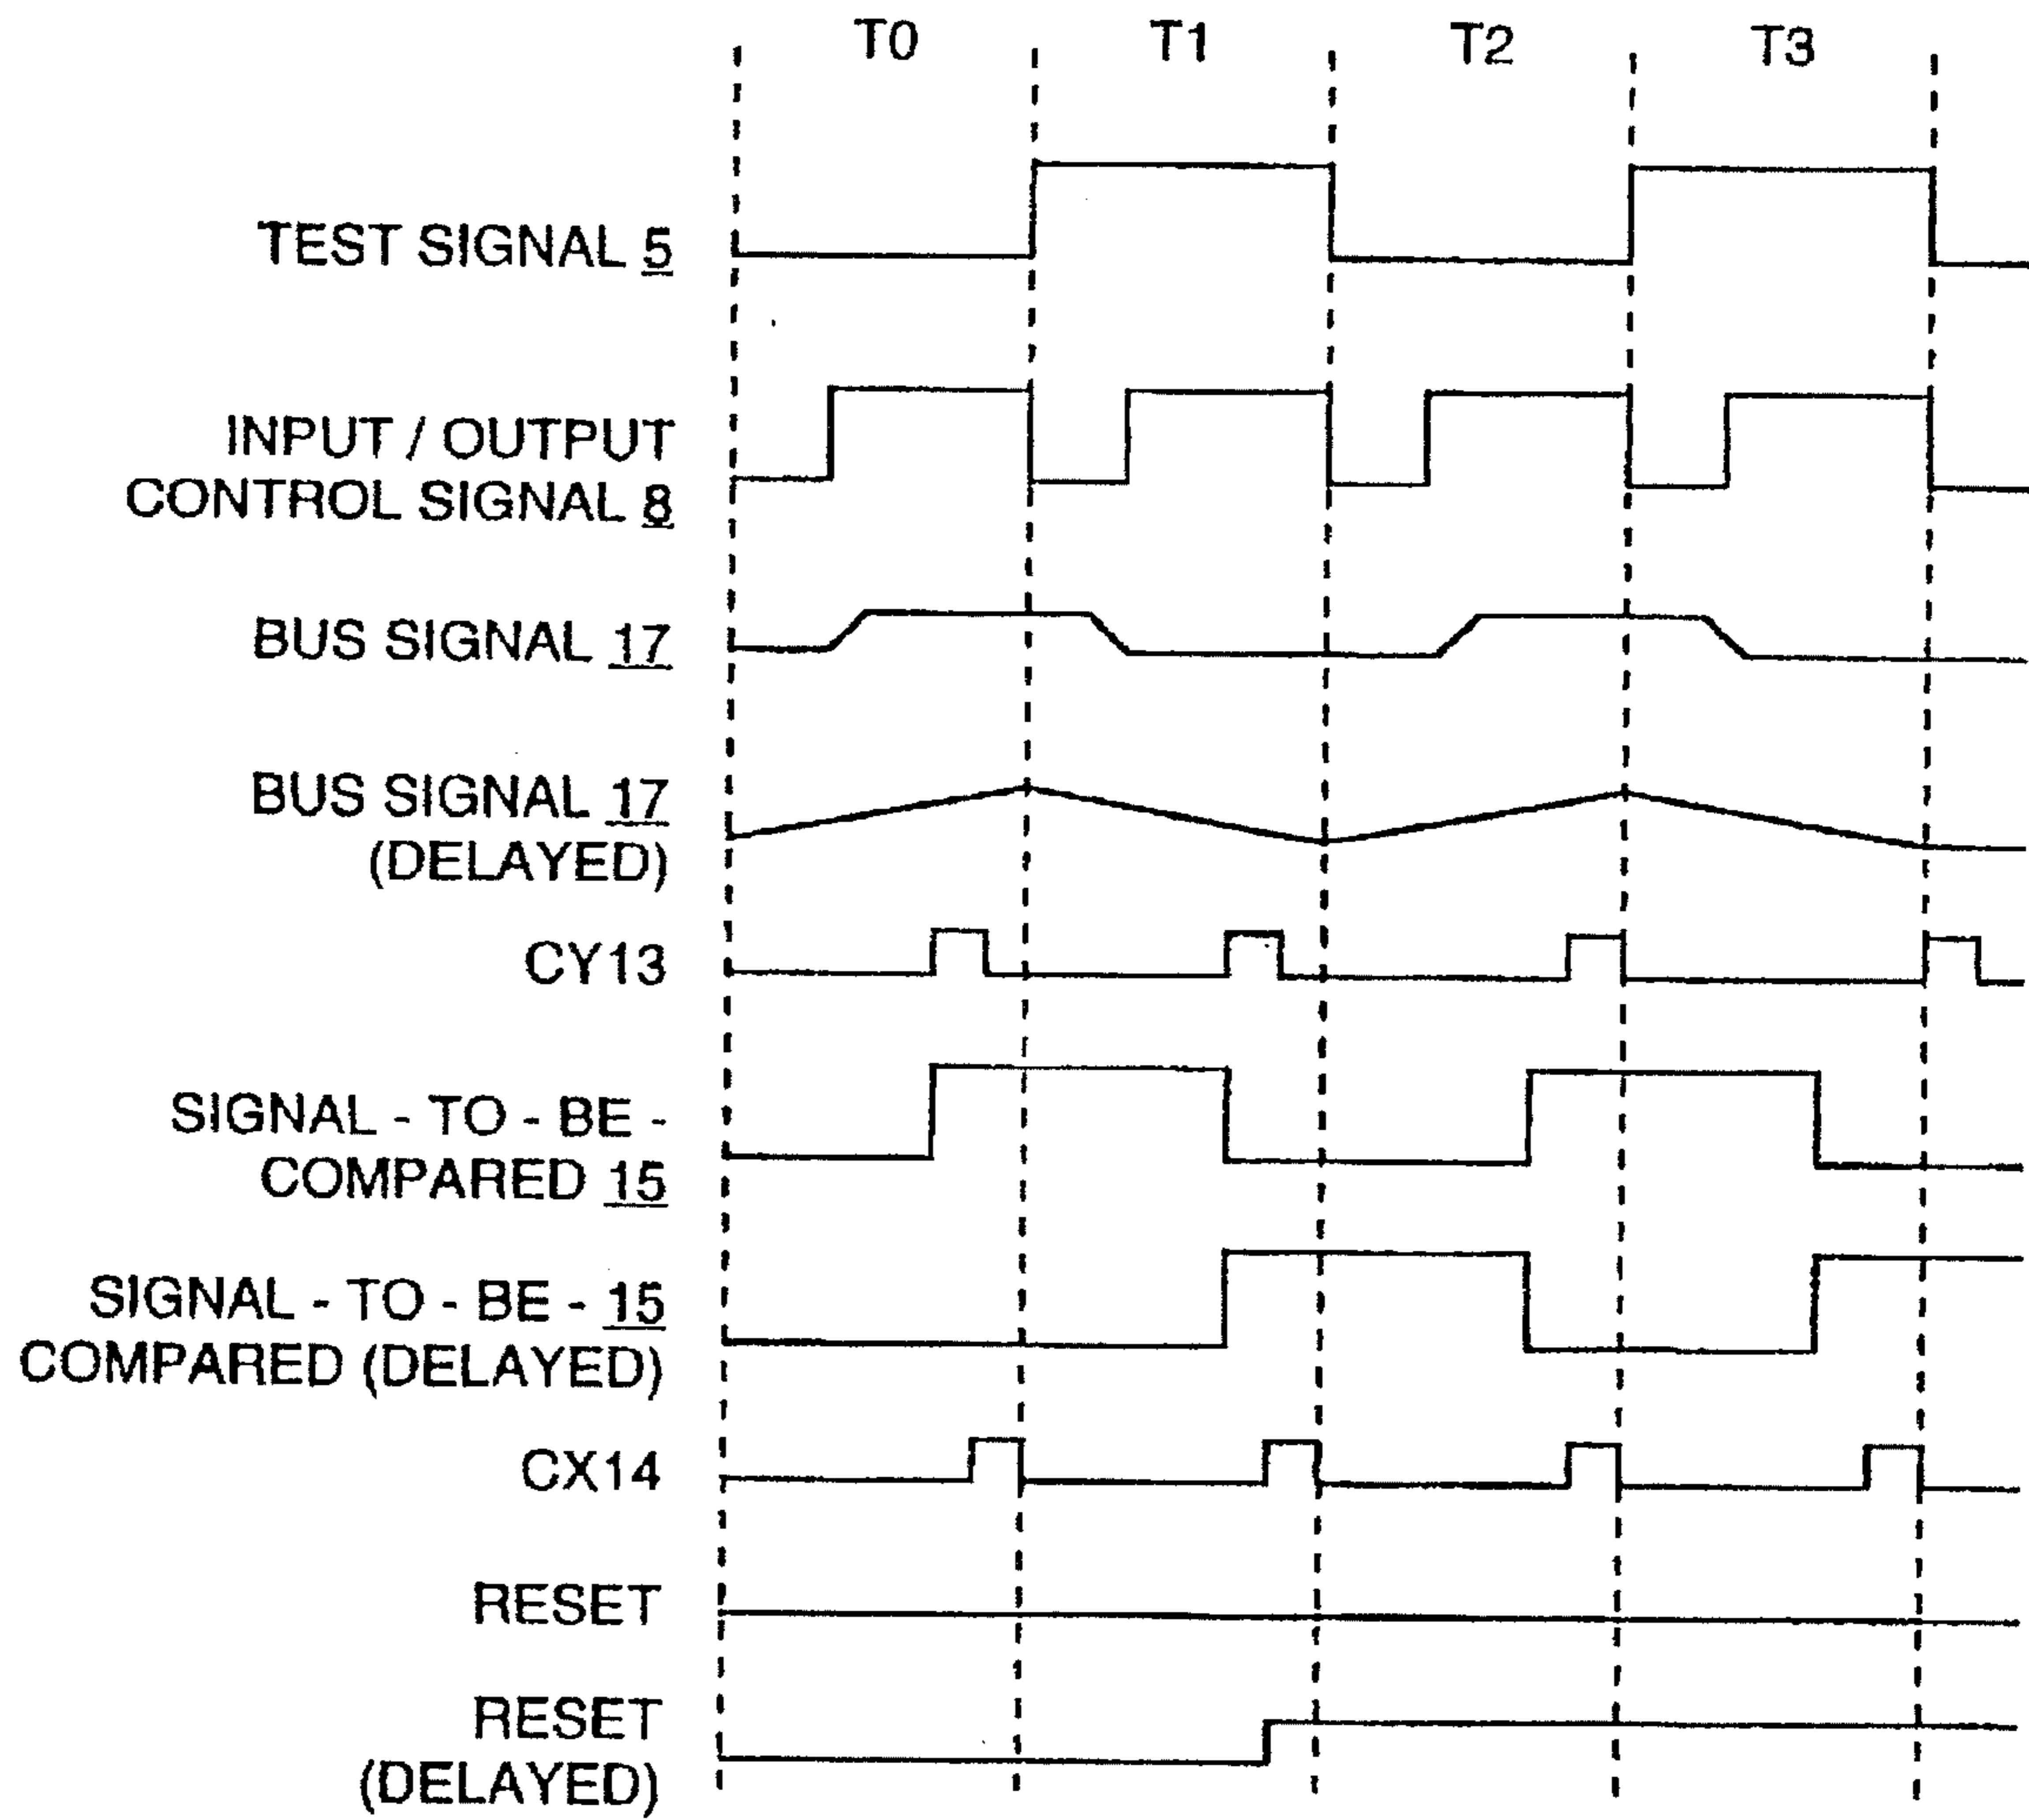 T0 T1 T2 T3
TEST SIGNAL 5
INPUT / OUTPUT
CONTROL SIGNAL 8
BUS SIGNAL 17
BUS SIGNAL 17
(DELAYED)
CY13
SIGNAL - TO - BE -
COMPARED 15
SIGNAL - TO - BE - 15
COMPARED (DELAYED)
CX14
RESET
RESET
(DELAYED)